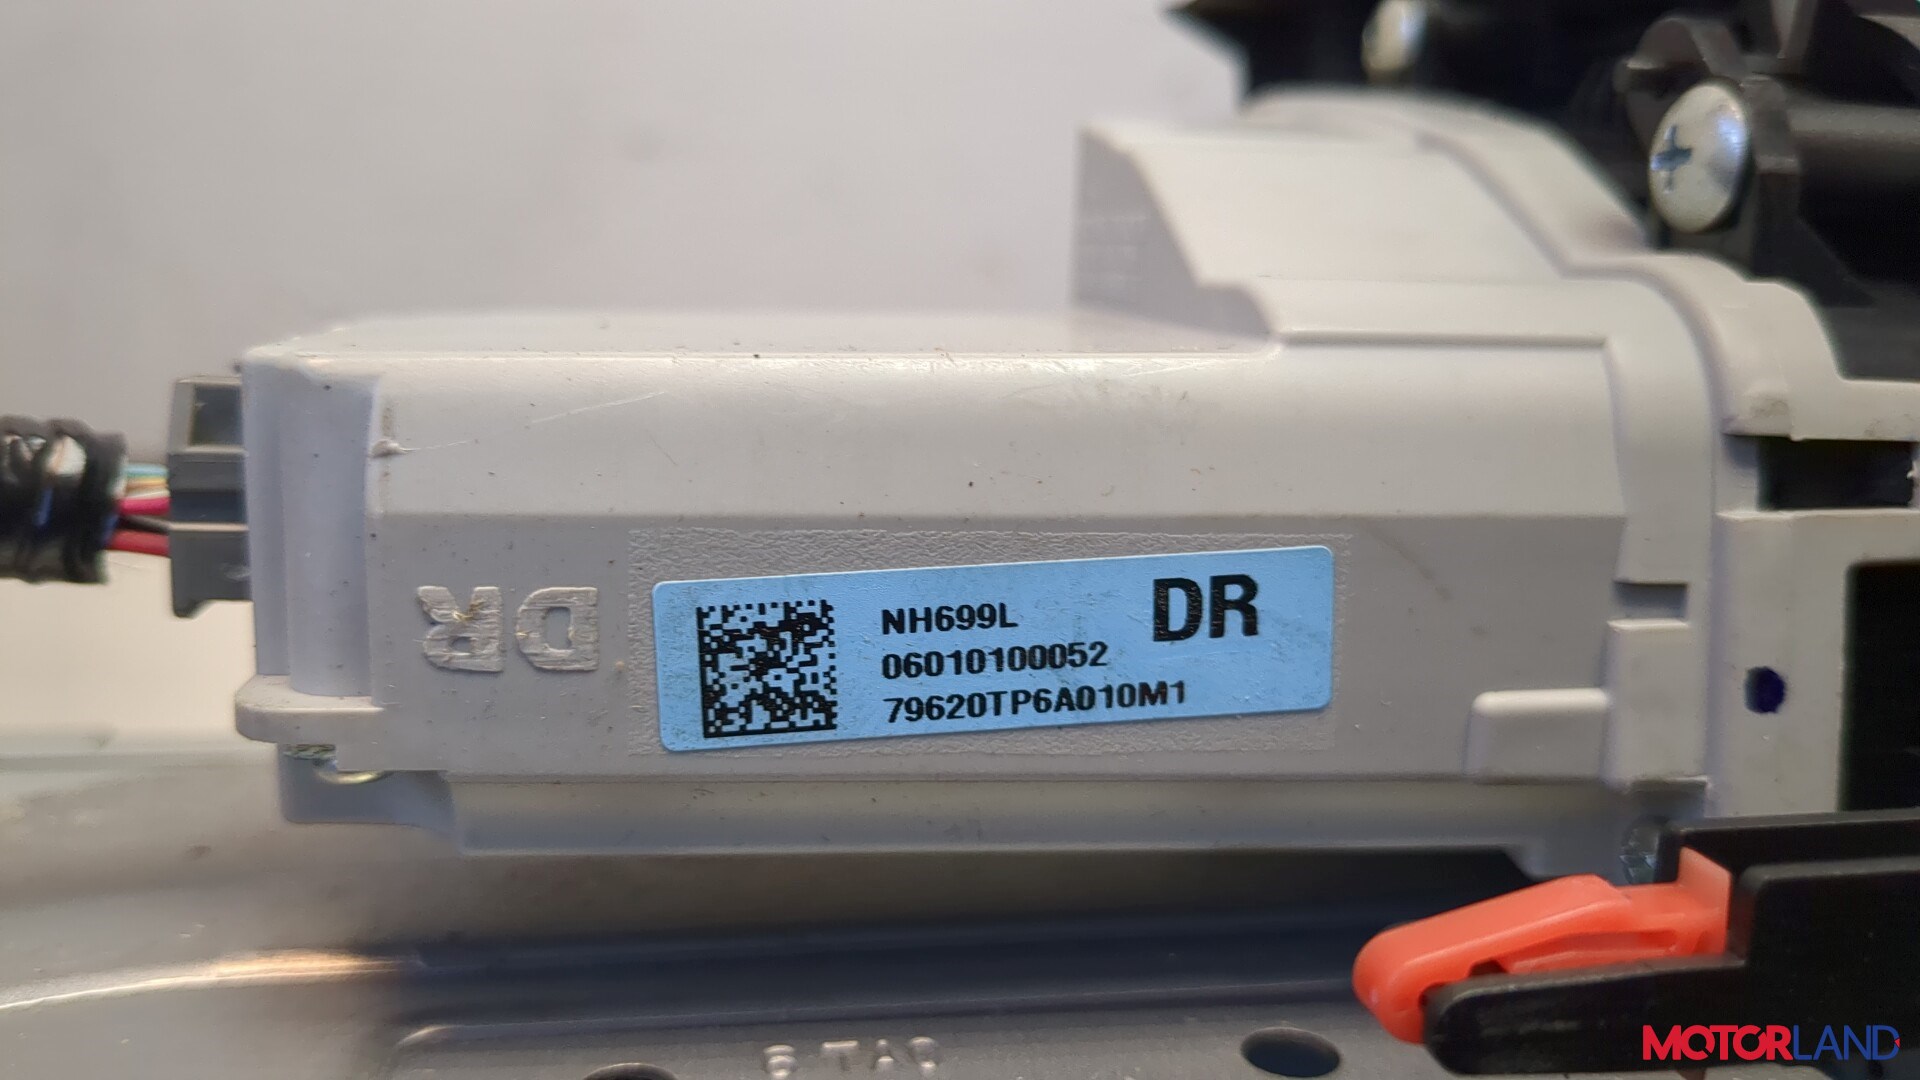 DR
NH699L
DR
06010100052
79620TP6A010M1
MOTORLAND